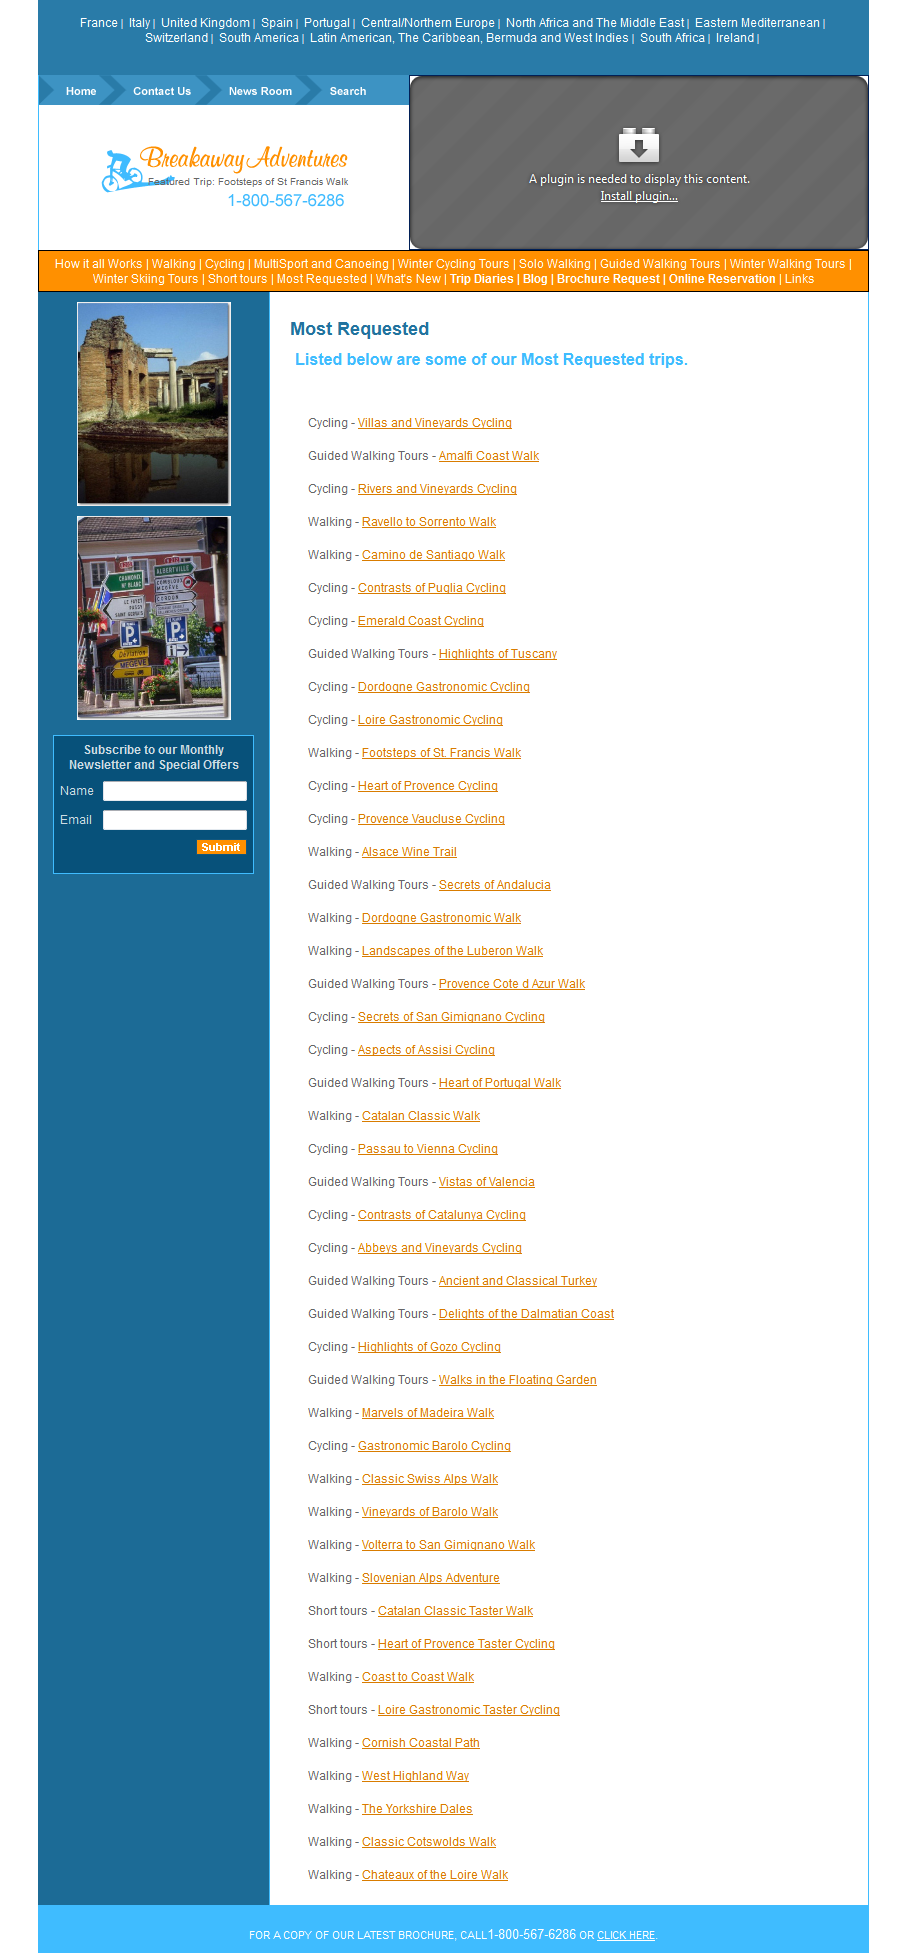 France | Italy | United Kingdom | Spain | Portugal | Central/Northern Europe | North Africa and The Middle East | Eastern Mediterranean |
Switzerland | South America | Latin American, The Caribbean, Bermuda and West Indies | South Africa | Ireland |
Home Contact Us News Room Search
Breakaway Adventures
Featured Trip: Footsteps of St Francis Walk
1-800-567-6286
A plugin is needed to display this content.
Install plugin...
How it all Works | Walking | Cycling | MultiSport and Canoeing | Winter Cycling Tours | Solo Walking | Guided Walking Tours | Winter Walking Tours |
Winter Skiing Tours | Short tours | Most Requested | What's New | Trip Diaries | Blog | Brochure Request | Online Reservation | Links
CHAMONIX
MT BLANC
ALBERTVILLE
COMBLOUX
MEGÈVE
CORDON
LE FAYET
PASSY
SAINT GERVAIS
P
P
i
Déviation
MEGEVE
Subscribe to our Monthly
Newsletter and Special Offers
Name
Email
Submit
Most Requested
Listed below are some of our Most Requested trips.
Cycling - Villas and Vineyards Cycling
Guided Walking Tours - Amalfi Coast Walk
Cycling - Rivers and Vineyards Cycling
Walking - Ravello to Sorrento Walk
Walking - Camino de Santiago Walk
Cycling - Contrasts of Puglia Cycling
Cycling - Emerald Coast Cycling
Guided Walking Tours - Highlights of Tuscany
Cycling - Dordogne Gastronomic Cycling
Cycling - Loire Gastronomic Cycling
Walking - Footsteps of St. Francis Walk
Cycling - Heart of Provence Cycling
Cycling - Provence Vaucluse Cycling
Walking - Alsace Wine Trail
Guided Walking Tours - Secrets of Andalucia
Walking - Dordogne Gastronomic Walk
Walking - Landscapes of the Luberon Walk
Guided Walking Tours - Provence Cote d Azur Walk
Cycling - Secrets of San Gimignano Cycling
Cycling - Aspects of Assisi Cycling
Guided Walking Tours - Heart of Portugal Walk
Walking - Catalan Classic Walk
Cycling - Passau to Vienna Cycling
Guided Walking Tours - Vistas of Valencia
Cycling - Contrasts of Catalunya Cycling
Cycling - Abbeys and Vineyards Cycling
Guided Walking Tours - Ancient and Classical Turkey
Guided Walking Tours - Delights of the Dalmatian Coast
Cycling - Highlights of Gozo Cycling
Guided Walking Tours - Walks in the Floating Garden
Walking - Marvels of Madeira Walk
Cycling - Gastronomic Barolo Cycling
Walking - Classic Swiss Alps Walk
Walking - Vineyards of Barolo Walk
Walking - Volterra to San Gimignano Walk
Walking - Slovenian Alps Adventure
Short tours - Catalan Classic Taster Walk
Short tours - Heart of Provence Taster Cycling
Walking - Coast to Coast Walk
Short tours - Loire Gastronomic Taster Cycling
Walking - Cornish Coastal Path
Walking - West Highland Way
Walking - The Yorkshire Dales
Walking - Classic Cotswolds Walk
Walking - Chateaux of the Loire Walk
FOR A COPY OF OUR LATEST BROCHURE, CALL 1-800-567-6286 OR CLICK HERE.